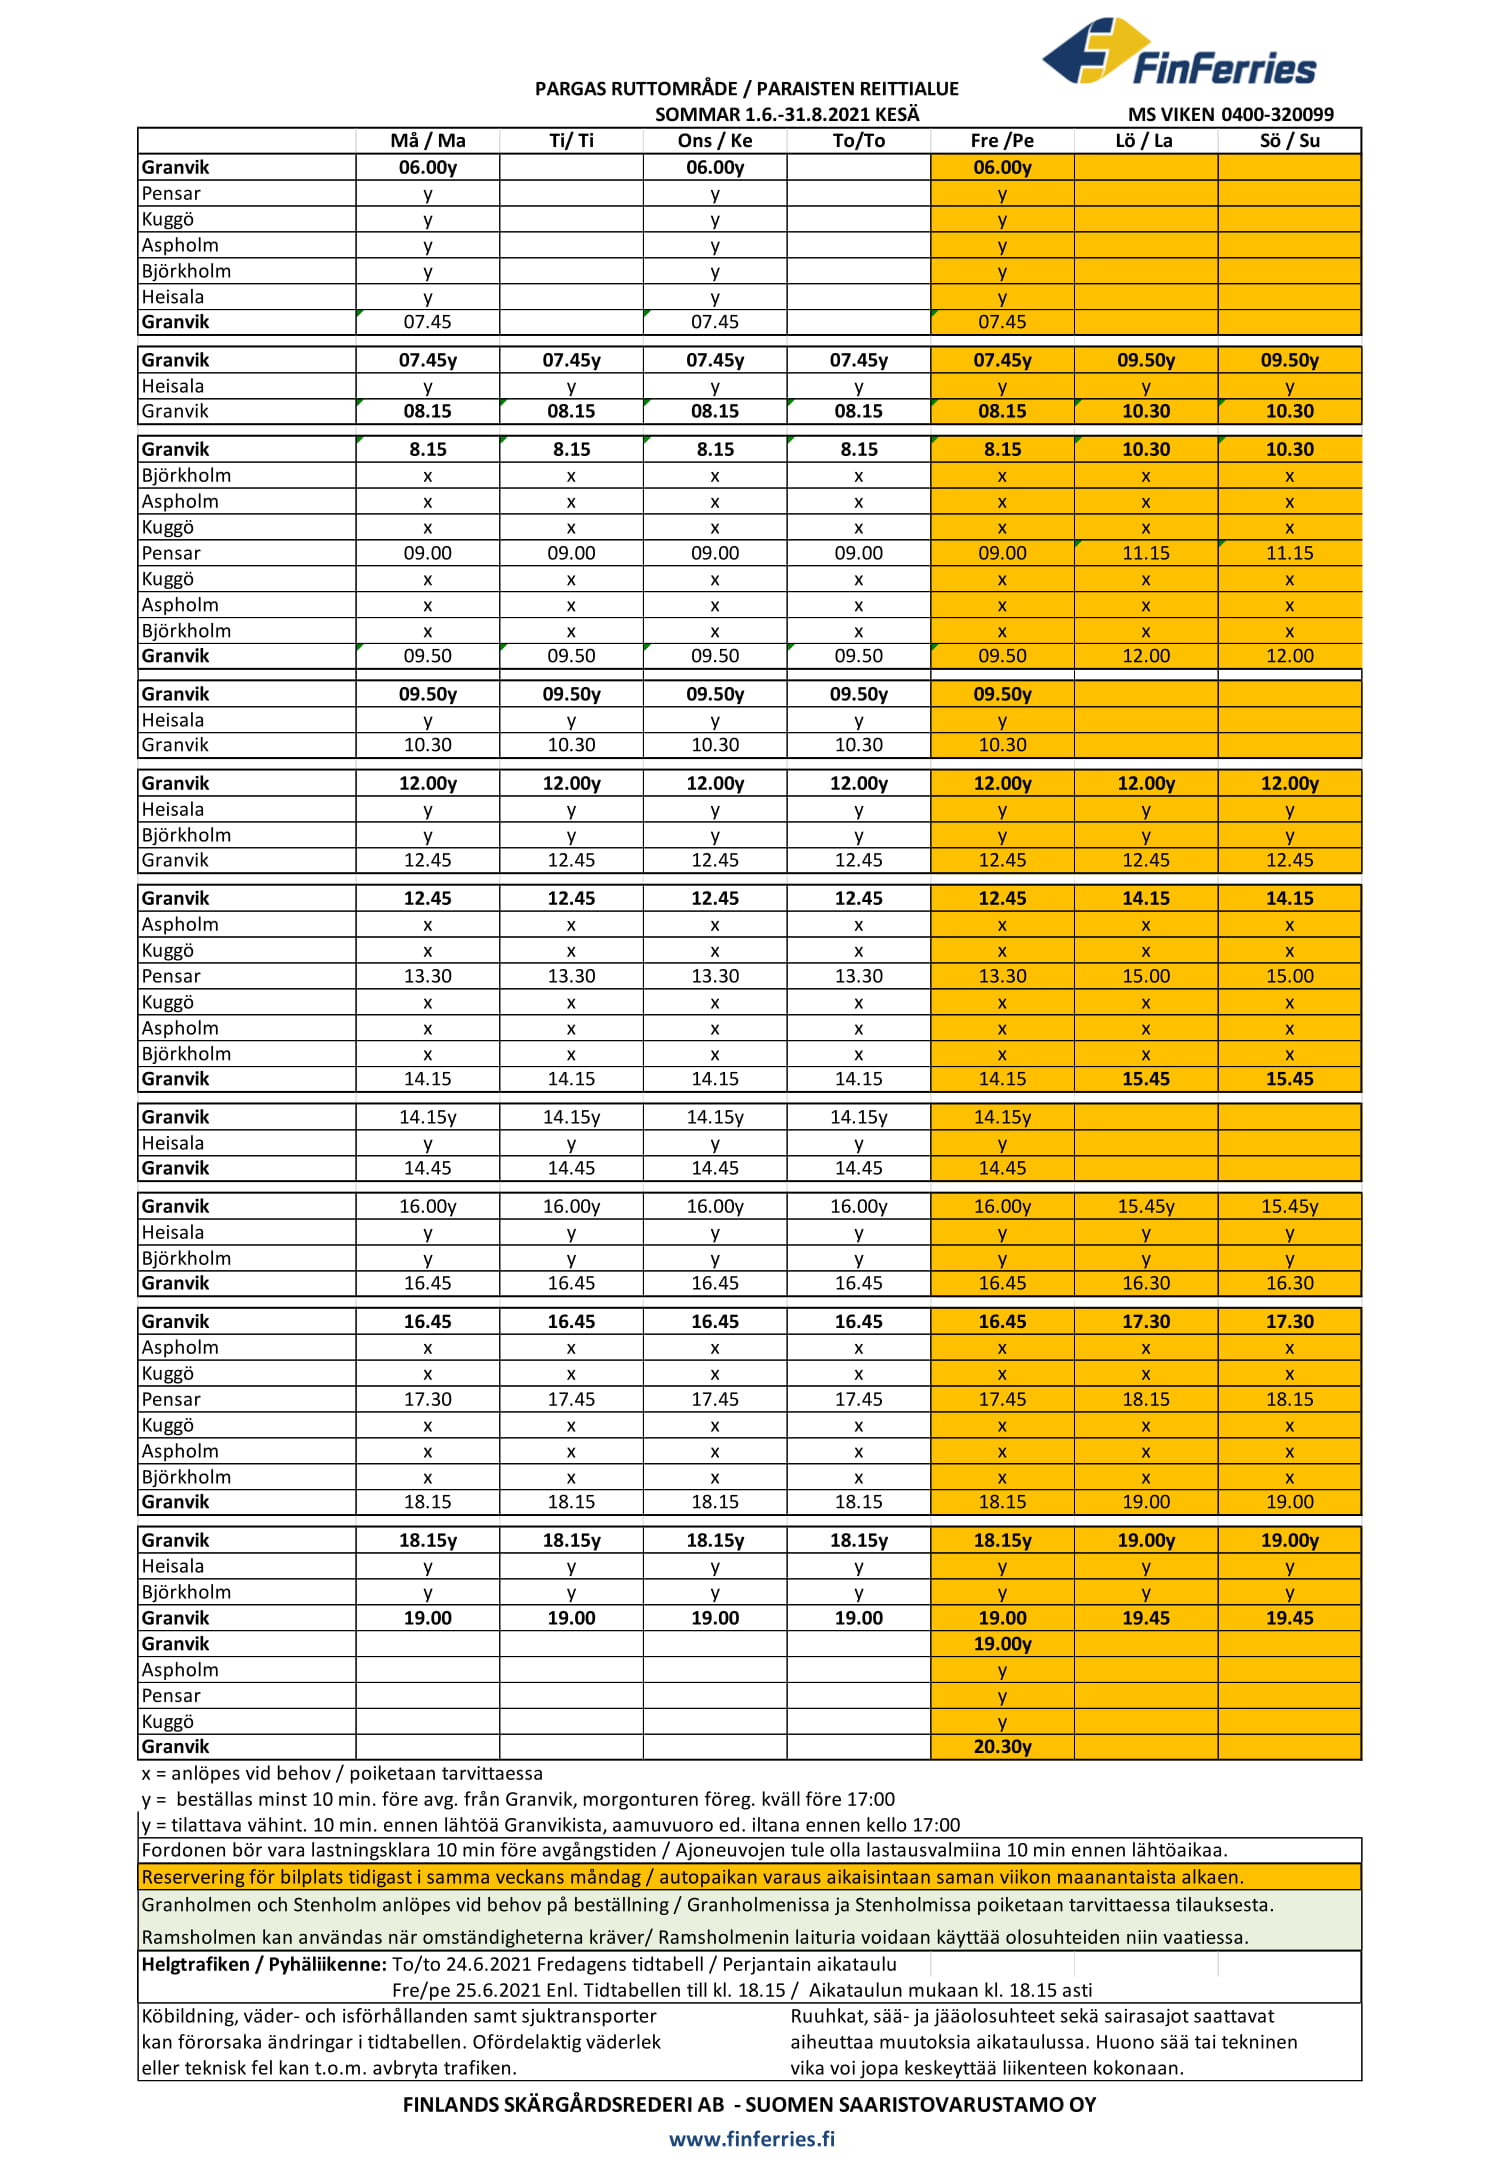 FinFerries
PARGAS RUTTOMRÅDE / PARAISTEN REITTIALUE
SOMMAR 1.6.-31.8.2021 KESÄ MS VIKEN 0400-320099
Må / Ma Ti/ Ti Ons / Ke To/To Fre /Pe Lö / La Sö / Su
Granvik 06.00y 06.00y 06.00y
Pensar y y y
Kuggö y y y
Aspholm y y y
Björkholm y y y
Heisala y y y
Granvik 07.45 07.45 07.45
Granvik 07.45y 07.45y 07.45y 07.45y 07.45y 09.50y 09.50y
Heisala y y y y y y y
Granvik 08.15 08.15 08.15 08.15 08.15 10.30 10.30
Granvik 8.15 8.15 8.15 8.15 8.15 10.30 10.30
Björkholm x x x x x x x
Aspholm x x x x x x x
Kuggö x x x x x x x
Pensar 09.00 09.00 09.00 09.00 09.00 11.15 11.15
Kuggö x x x x x x x
Aspholm x x x x x x x
Björkholm x x x x x x x
Granvik 09.50 09.50 09.50 09.50 09.50 12.00 12.00
Granvik 09.50y 09.50y 09.50y 09.50y 09.50y
Heisala y y y y y
Granvik 10.30 10.30 10.30 10.30 10.30
Granvik 12.00y 12.00y 12.00y 12.00y 12.00y 12.00y 12.00y
Heisala y y y y y y y
Björkholm y y y y y y y
Granvik 12.45 12.45 12.45 12.45 12.45 12.45 12.45
Granvik 12.45 12.45 12.45 12.45 12.45 14.15 14.15
Aspholm x x x x x x x
Kuggö x x x x x x x
Pensar 13.30 13.30 13.30 13.30 13.30 15.00 15.00
Kuggö x x x x x x x
Aspholm x x x x x x x
Björkholm x x x x x x x
Granvik 14.15 14.15 14.15 14.15 14.15 15.45 15.45
Granvik 14.15y 14.15y 14.15y 14.15y 14.15y
Heisala y y y y y
Granvik 14.45 14.45 14.45 14.45 14.45
Granvik 16.00y 16.00y 16.00y 16.00y 16.00y 15.45y 15.45y
Heisala y y y y y y y
Björkholm y y y y y y y
Granvik 16.45 16.45 16.45 16.45 16.45 16.30 16.30
Granvik 16.45 16.45 16.45 16.45 16.45 17.30 17.30
Aspholm x x x x x x x
Kuggö x x x x x x x
Pensar 17.30 17.45 17.45 17.45 17.45 18.15 18.15
Kuggö x x x x x x x
Aspholm x x x x x x x
Björkholm x x x x x x x
Granvik 18.15 18.15 18.15 18.15 18.15 19.00 19.00
Granvik 18.15y 18.15y 18.15y 18.15y 18.15y 19.00y 19.00y
Heisala y y y y y y y
Björkholm y y y y y y y
Granvik 19.00 19.00 19.00 19.00 19.00 19.45 19.45
Granvik 19.00y
Aspholm y
Pensar y
Kuggö y
Granvik 20.30y
x = anlöpes vid behov / poiketaan tarvittaessa
y = beställas minst 10 min. före avg. från Granvik, morgonturen föreg. kväll före 17:00
y = tilattava vähint. 10 min. ennen lähtöä Granvikista, aamuvuoro ed. iltana ennen kello 17:00
Fordonen bör vara lastningsklara 10 min före avgångstiden / Ajoneuvojen tule olla lastausvalmiina 10 min ennen lähtöaikaa.
Reservering för bilplats tidigast i samma veckans måndag / autopaikan varaus aikaisintaan saman viikon maanantaista alkaen.
Granholmen och Stenholm anlöpes vid behov på beställning / Granholmenissa ja Stenholmissa poiketaan tarvittaessa tilauksesta.
Ramsholmen kan användas när omständigheterna kräver/ Ramsholmenin laituria voidaan käyttää olosuhteiden niin vaatiessa.
Helgtrafiken / Pyhäliikenne: To/to 24.6.2021 Fredagens tidtabell / Perjantain aikataulu
Fre/pe 25.6.2021 Enl. Tidtabellen till kl. 18.15 / Aikataulun mukaan kl. 18.15 asti
Köbildning, väder- och isförhållanden samt sjuktransporter
kan förorsaka ändringar i tidtabellen. Ofördelaktig väderlek
eller teknisk fel kan t.o.m. avbryta trafiken.
Ruuhkat, sää- ja jääolosuhteet sekä sairasajot saattavat
aiheuttaa muutoksia aikataulussa. Huono sää tai tekninen
vika voi jopa keskeyttää liikenteen kokonaan.
FINLANDS SKÄRGÅRDSREDERI AB - SUOMEN SAARISTOVARUSTAMO OY
www.finferries.fi